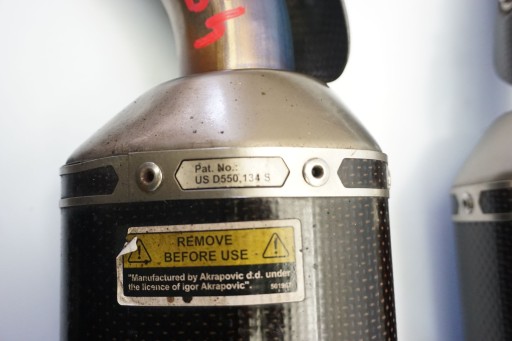 Pat. No.:
US D550,134 S
REMOVE
BEFORE USE
"Manufactured by Akrapovic d.d. under
the licence of igor Akrapovic".